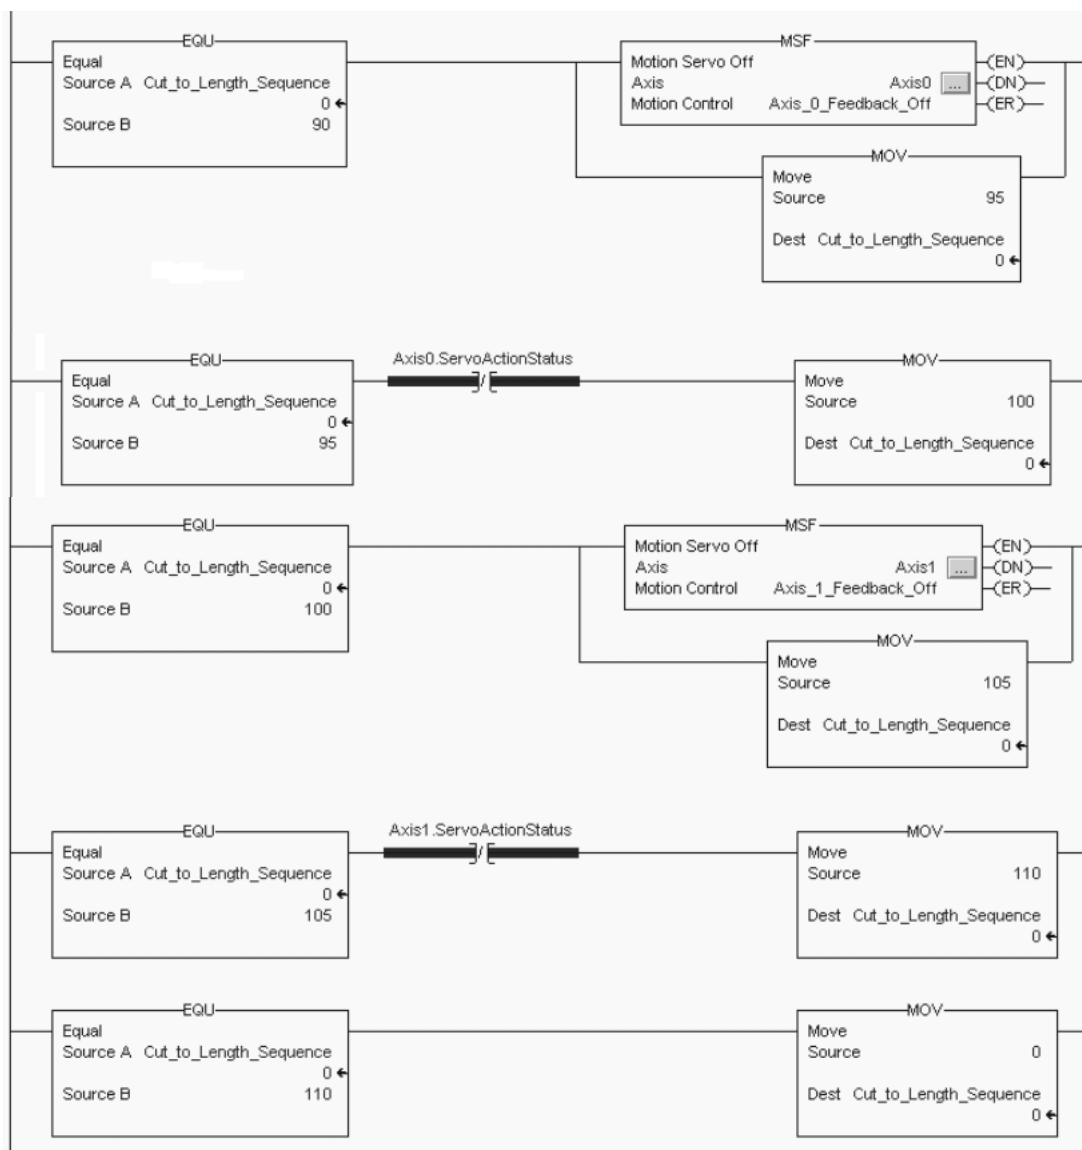 EQU
Equal
Source A Cut_to_Length_Sequence
0
Source B 90
MSF
Motion Servo Off
Axis Axis0 ...
Motion Control Axis_0_Feedback_Off
(EN)
(DN)
(ER)
MOV
Move
Source 95
Dest Cut_to_Length_Sequence
0
EQU
Equal
Source A Cut_to_Length_Sequence
0
Source B 95
Axis0.ServoActionStatus
/
MOV
Move
Source 100
Dest Cut_to_Length_Sequence
0
EQU
Equal
Source A Cut_to_Length_Sequence
0
Source B 100
MSF
Motion Servo Off
Axis Axis1 ...
Motion Control Axis_1_Feedback_Off
(EN)
(DN)
(ER)
MOV
Move
Source 105
Dest Cut_to_Length_Sequence
0
EQU
Equal
Source A Cut_to_Length_Sequence
0
Source B 105
Axis1.ServoActionStatus
/
MOV
Move
Source 110
Dest Cut_to_Length_Sequence
0
EQU
Equal
Source A Cut_to_Length_Sequence
0
Source B 110
MOV
Move
Source 0
Dest Cut_to_Length_Sequence
0